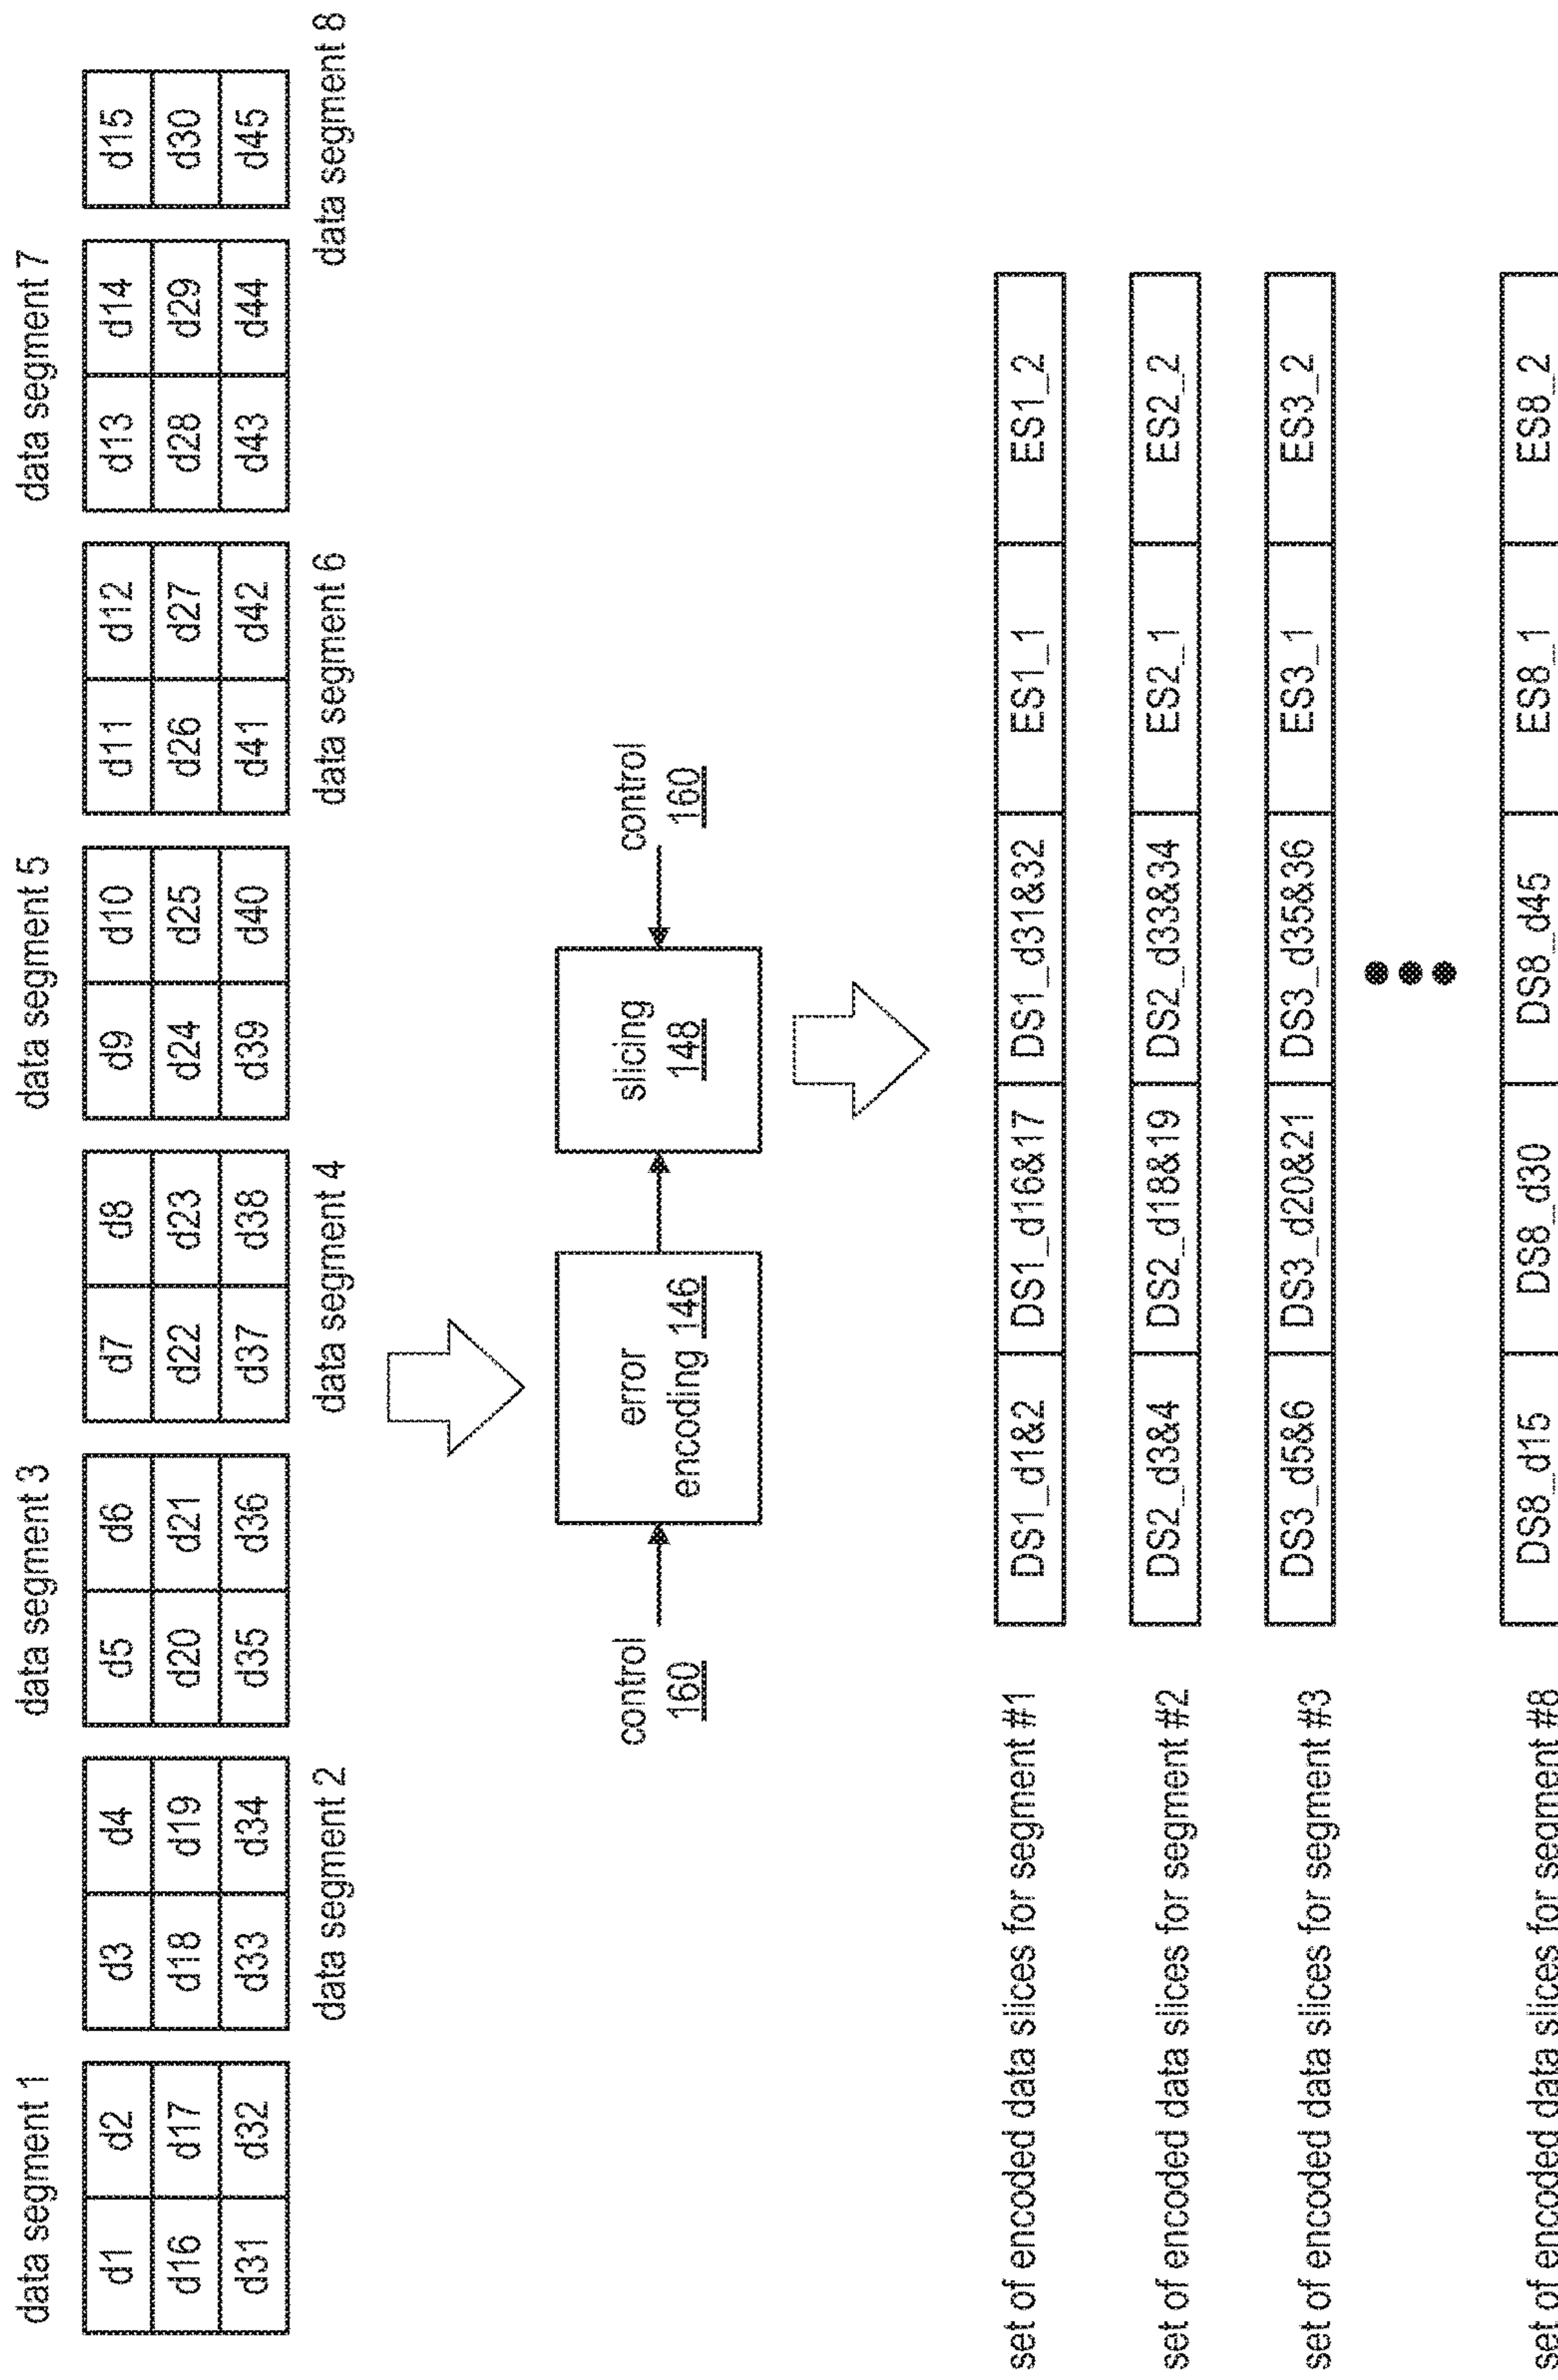 data segment 1
data segment 3
data segment 5
data segment 7
d1 d2 d3 d4 d5 d6 d7 d8 d9 d10 d11 d12 d13 d14 d15
d16 d17 d18 d19 d20 d21 d22 d23 d24 d25 d26 d27 d28 d29 d30
d31 d32 d33 d34 d35 d36 d37 d38 d39 d40 d41 d42 d43 d44 d45
data segment 2
data segment 4
data segment 6
data segment 8
control
160
error
encoding 146
slicing
148
control
160
set of encoded data slices for segment #1 DS1_d1&2 DS1_d16&17 DS1_d31&32 ES1_1 ES1_2
set of encoded data slices for segment #2 DS2_d3&4 DS2_d18&19 DS2_d33&34 ES2_1 ES2_2
set of encoded data slices for segment #3 DS3_d5&6 DS3_d20&21 DS3_d35&36 ES3_1 ES3_2
set of encoded data slices for segment #8 DS8_d15 DS8_d30 DS8_d45 ES8_1 ES8_2